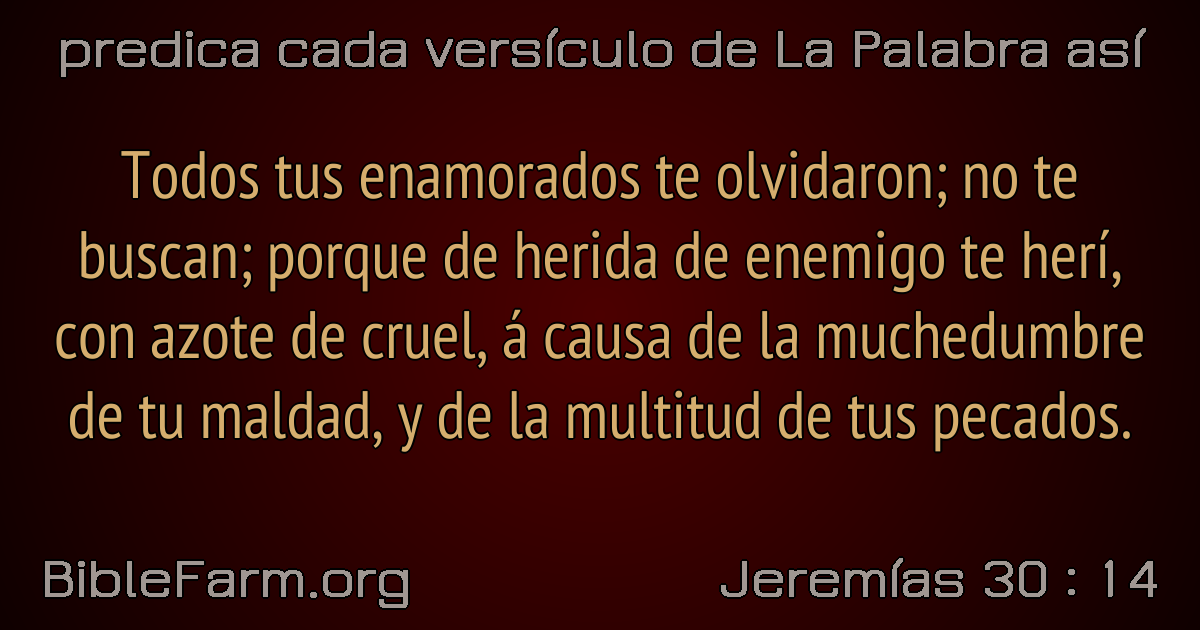 predica cada versículo de La Palabra así
Todos tus enamorados te olvidaron; no te
buscan; porque de herida de enemigo te herí,
con azote de cruel, á causa de la muchedumbre
de tu maldad, y de la multitud de tus pecados.
BibleFarm.org
Jeremías 30 : 14